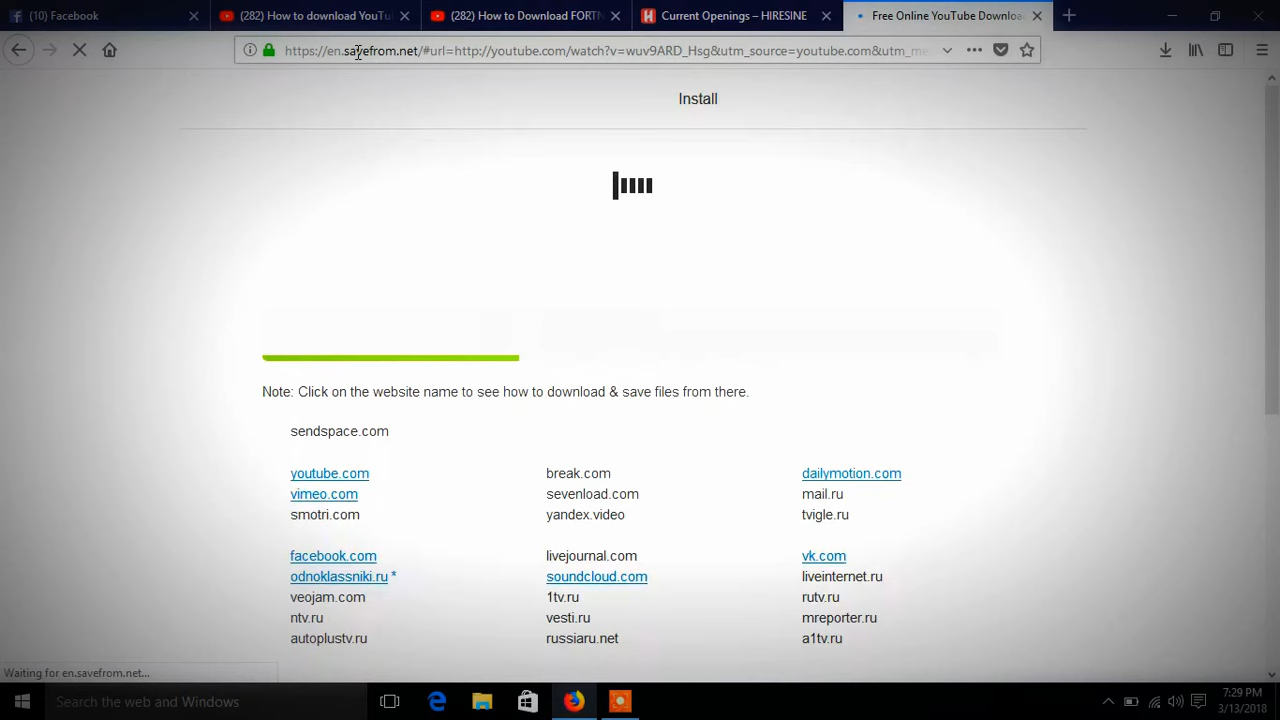 (10) Facebook
(282) How to download YouTu
(282) How to Download FORTN
Current Openings – HIRESINE
Free Online YouTube Downloa
https://en.savefrom.net/#url=http://youtube.com/watch?v=wuv9ARD_Hsg&utm_source=youtube.com&utm_me
Install
Note: Click on the website name to see how to download & save files from there.
sendspace.com
youtube.com break.com dailymotion.com
vimeo.com sevenload.com mail.ru
smotri.com yandex.video tvigle.ru
facebook.com livejournal.com vk.com
odnoklassniki.ru * soundcloud.com liveinternet.ru
veojam.com 1tv.ru rutv.ru
ntv.ru vesti.ru mreporter.ru
autoplustv.ru russiaru.net a1tv.ru
Waiting for en.savefrom.net...
Search the web and Windows
7:29 PM
3/13/2018